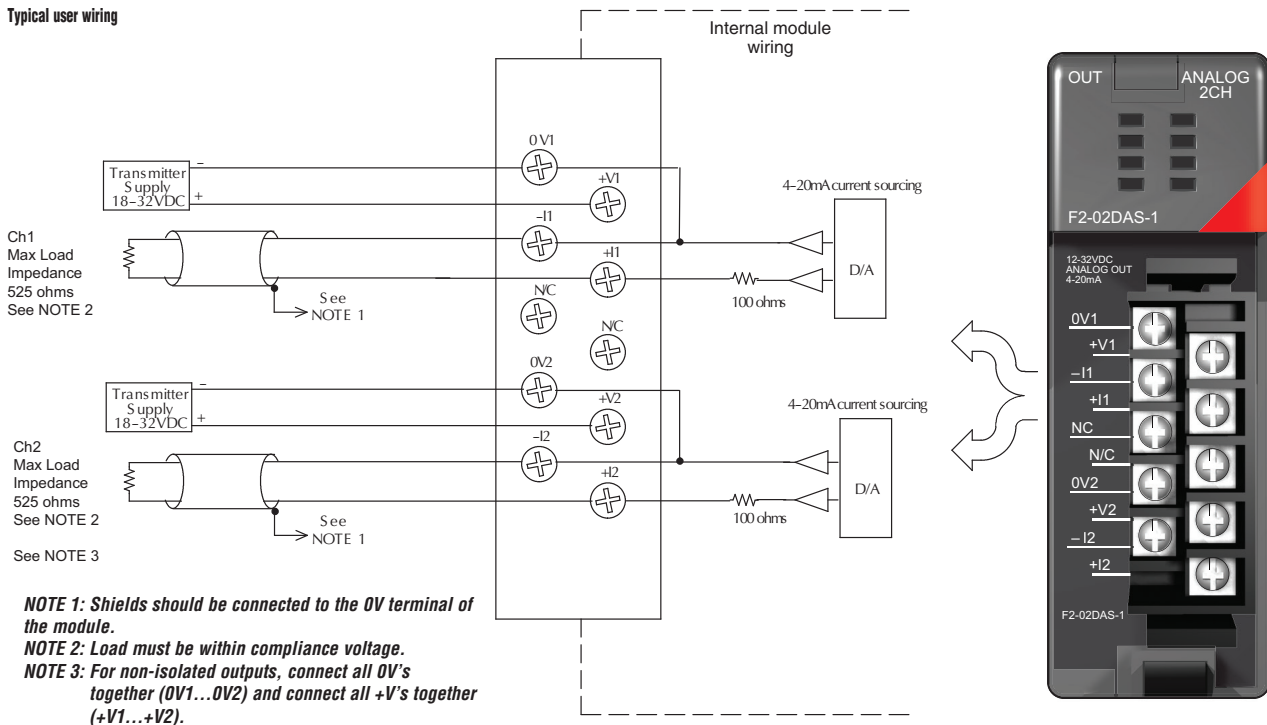 Typical user wiring
Internal module
wiring
0V1
–
Transmitter
Supply
18–32VDC
+
+V1
–I1
+I1
Ch1
Max Load
Impedance
525 ohms
See NOTE 2
See
NOTE 1
N/C
N/C
4–20mA current sourcing
D/A
100 ohms
0V2
–
Transmitter
Supply
18–32VDC
+
+V2
–I2
+I2
Ch2
Max Load
Impedance
525 ohms
See NOTE 2
See NOTE 3
See
NOTE 1
4–20mA current sourcing
D/A
100 ohms
NOTE 1: Shields should be connected to the 0V terminal of
the module.
NOTE 2: Load must be within compliance voltage.
NOTE 3: For non-isolated outputs, connect all 0V's
together (0V1...0V2) and connect all +V's together
(+V1...+V2).
OUT
ANALOG
2CH
F2-02DAS-1
12-32VDC
ANALOG OUT
4-20mA
0V1
+V1
–I1
+I1
NC
N/C
0V2
+V2
–I2
+I2
F2-02DAS-1